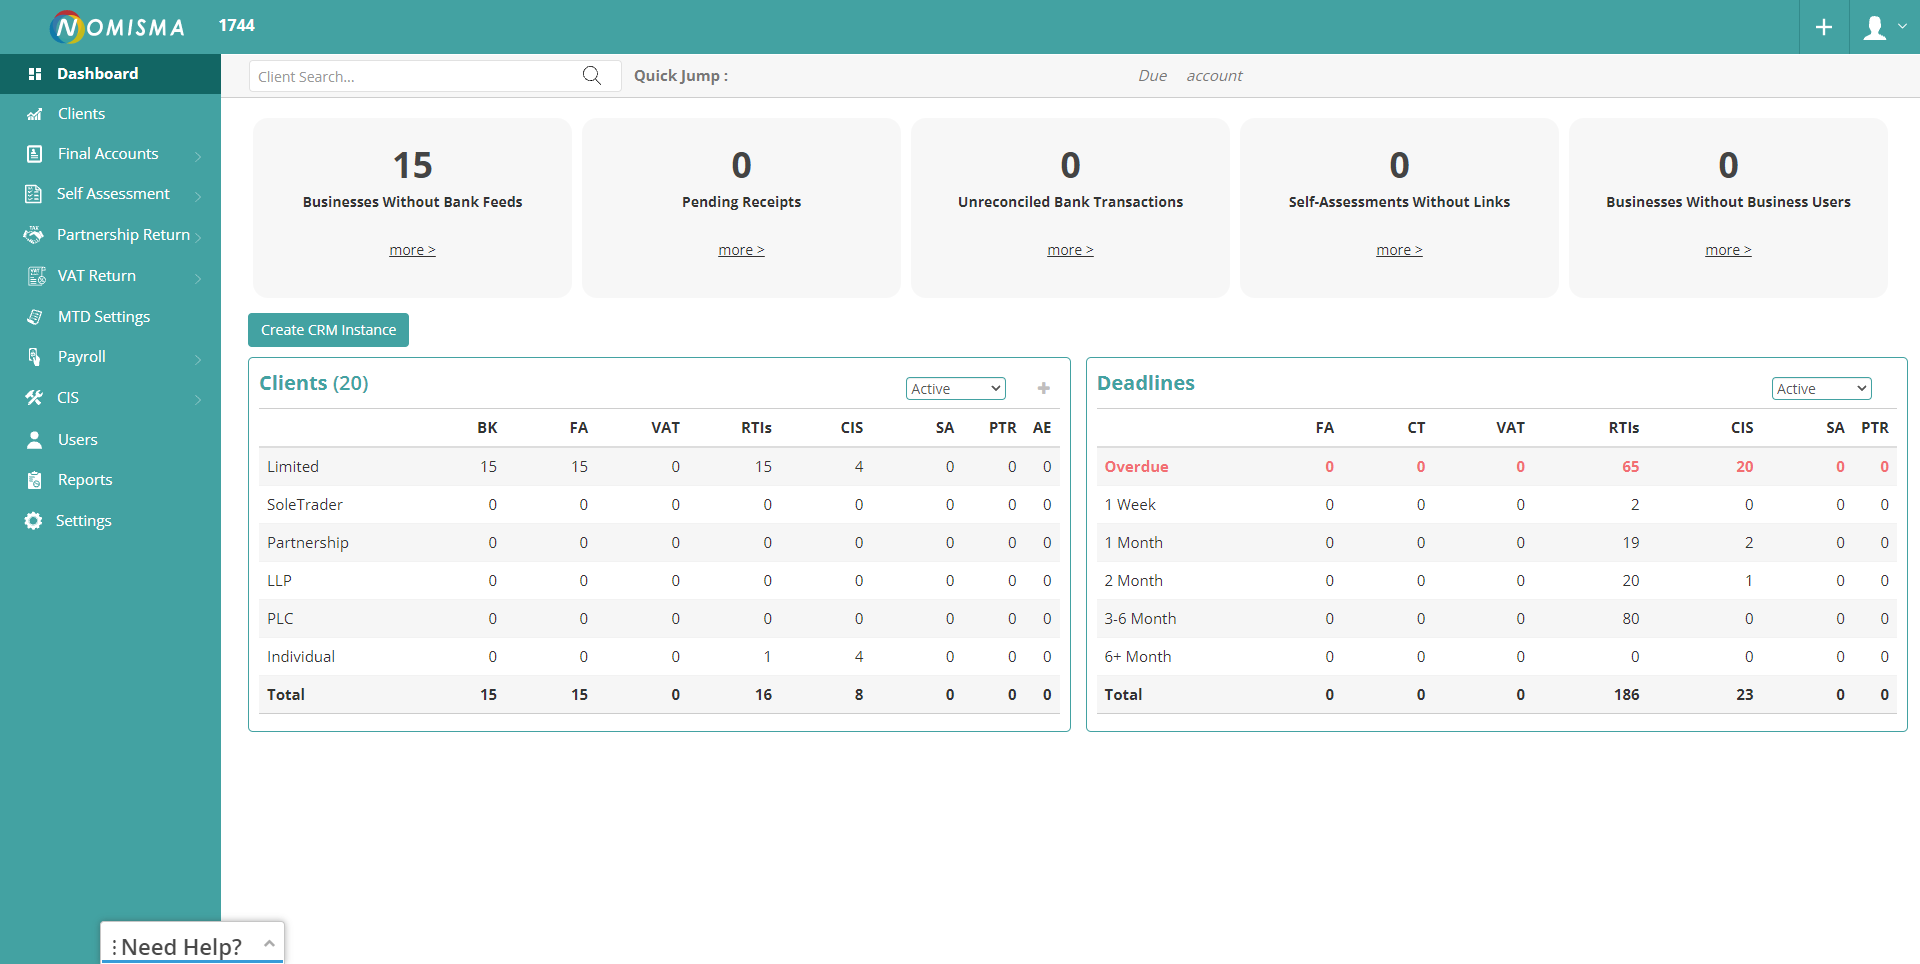 NOMISMA 1744
Dashboard
Clients
Final Accounts
Self Assessment
Partnership Return
VAT Return
MTD Settings
Payroll
CIS
Users
Reports
Settings
Client Search... Quick Jump : Due account
15 0 0 0 0
Businesses Without Bank Feeds Pending Receipts Unreconciled Bank Transactions Self-Assessments Without Links Businesses Without Business Users
more > more > more > more > more >
Create CRM Instance
Clients (20) Active
BK FA VAT RTIs CIS SA PTR AE
Limited 15 15 0 15 4 0 0 0
SoleTrader 0 0 0 0 0 0 0 0
Partnership 0 0 0 0 0 0 0 0
LLP 0 0 0 0 0 0 0 0
PLC 0 0 0 0 0 0 0 0
Individual 0 0 0 1 4 0 0 0
Total 15 15 0 16 8 0 0 0
Deadlines Active
FA CT VAT RTIs CIS SA PTR
Overdue 0 0 0 65 20 0 0
1 Week 0 0 0 2 0 0 0
1 Month 0 0 0 19 2 0 0
2 Month 0 0 0 20 1 0 0
3-6 Month 0 0 0 80 0 0 0
6+ Month 0 0 0 0 0 0 0
Total 0 0 0 186 23 0 0
Need Help?